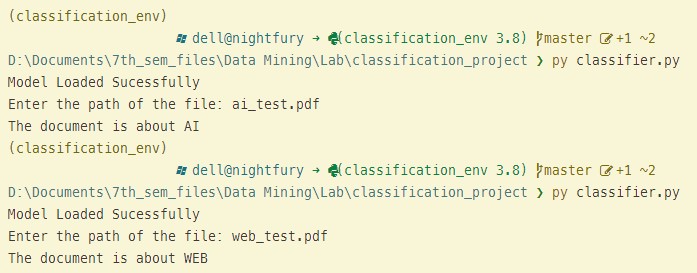 (classification_env)
dell@nightfury → (classification_env 3.8) master +1 ~2
D:\Documents\7th_sem_files\Data Mining\Lab\classification_project ❯ py classifier.py
Model Loaded Sucessfully
Enter the path of the file: ai_test.pdf
The document is about AI
(classification_env)
dell@nightfury → (classification_env 3.8) master +1 ~2
D:\Documents\7th_sem_files\Data Mining\Lab\classification_project ❯ py classifier.py
Model Loaded Sucessfully
Enter the path of the file: web_test.pdf
The document is about WEB